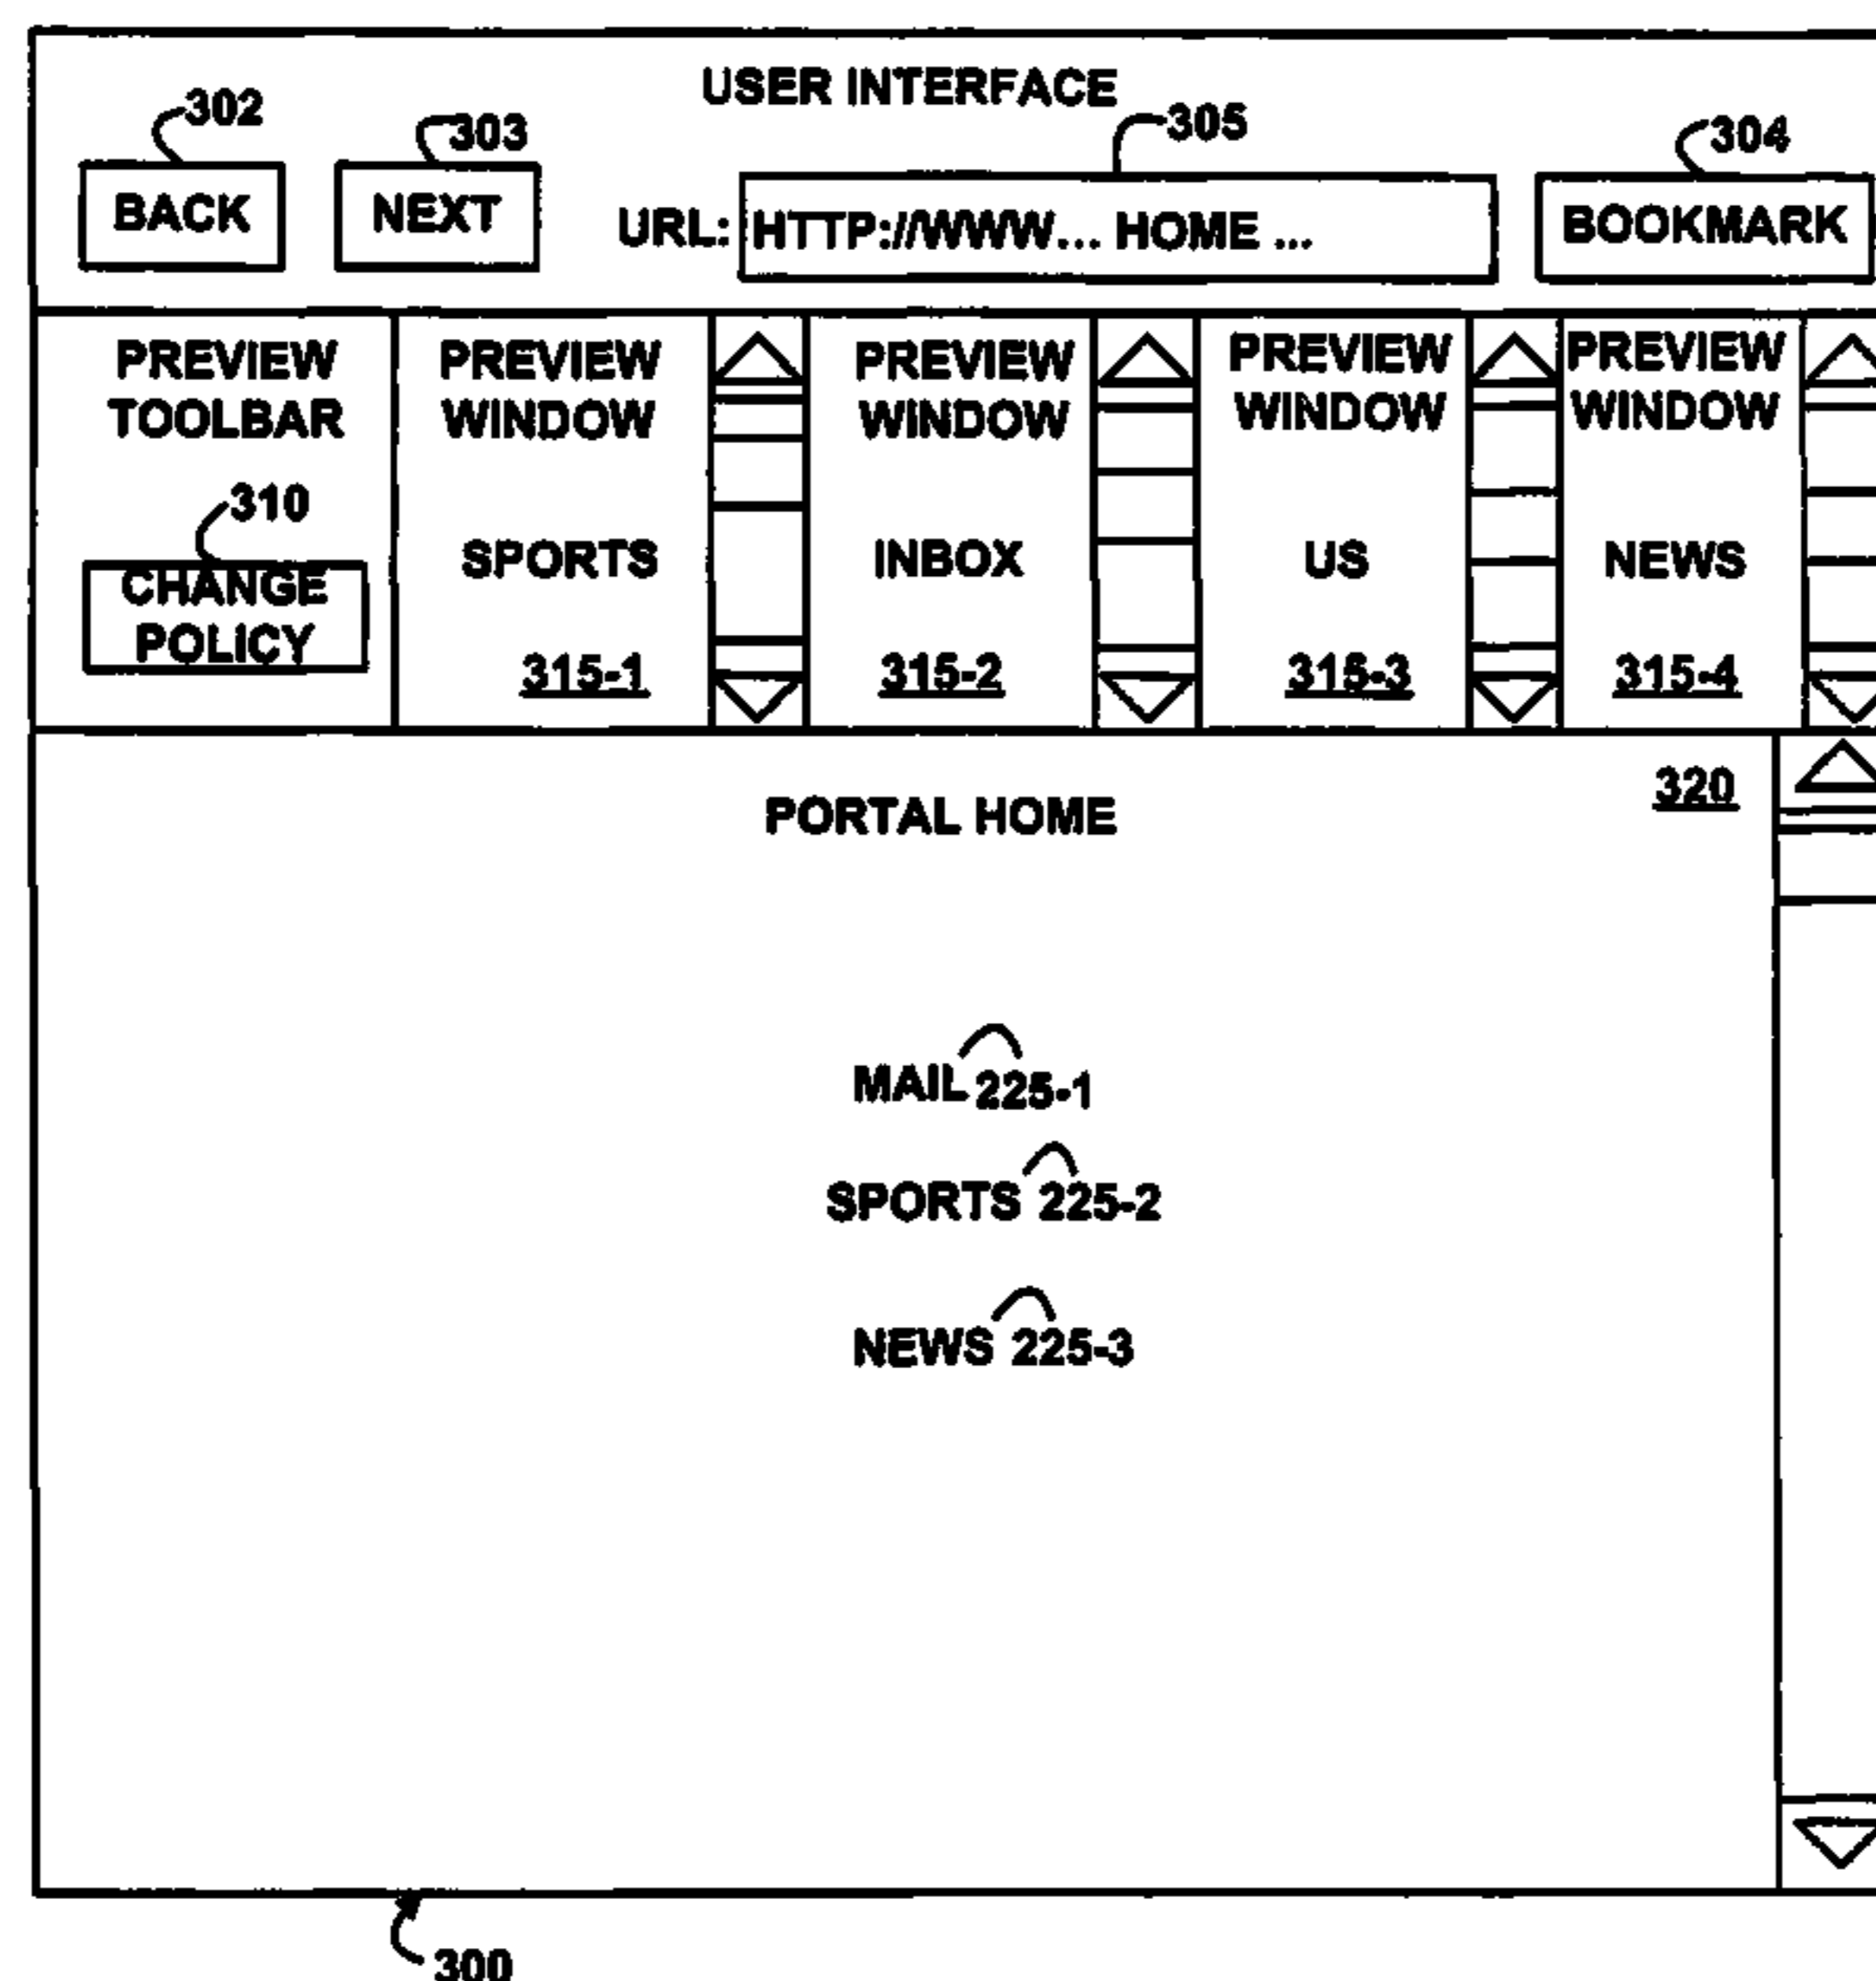 USER INTERFACE
302
303
305
304
BACK
NEXT
URL: HTTP://WWW... HOME ...
BOOKMARK
PREVIEW
TOOLBAR
310
CHANGE
POLICY
PREVIEW
WINDOW
SPORTS
315-1
PREVIEW
WINDOW
INBOX
315-2
PREVIEW
WINDOW
US
315-3
PREVIEW
WINDOW
NEWS
315-4
320
PORTAL HOME
MAIL 225-1
SPORTS 225-2
NEWS 225-3
300